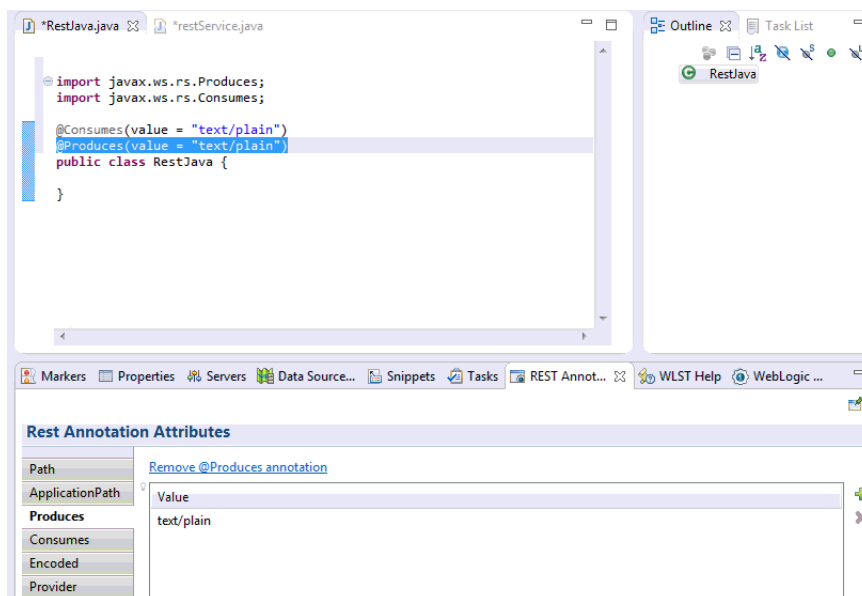 *RestJava.java *restService.java
import javax.ws.rs.Produces;
import javax.ws.rs.Consumes;
@Consumes(value = "text/plain")
@Produces(value = "text/plain")
public class RestJava {
}
Outline Task List
RestJava
Markers Properties Servers Data Source... Snippets Tasks REST Annot... WLST Help WebLogic ...
Rest Annotation Attributes
Path
ApplicationPath
Produces
Consumes
Encoded
Provider
Remove @Produces annotation
Value
text/plain